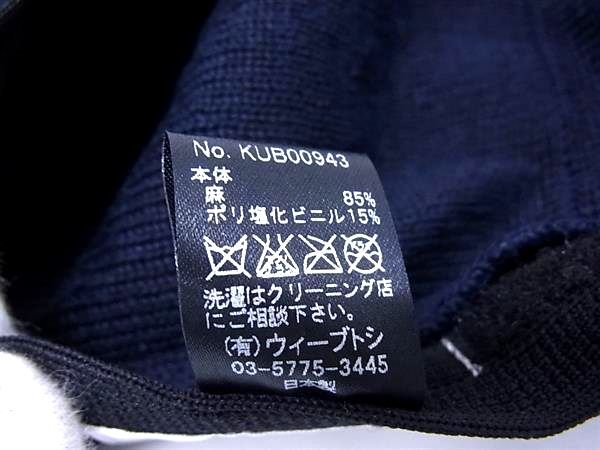 No. KUB00943
本体
麻 85%
ポリ塩化ビニル 15%
洗濯はクリーニング店
にご相談下さい。
(有)ウィーブトシ
03-5775-3445
日本製